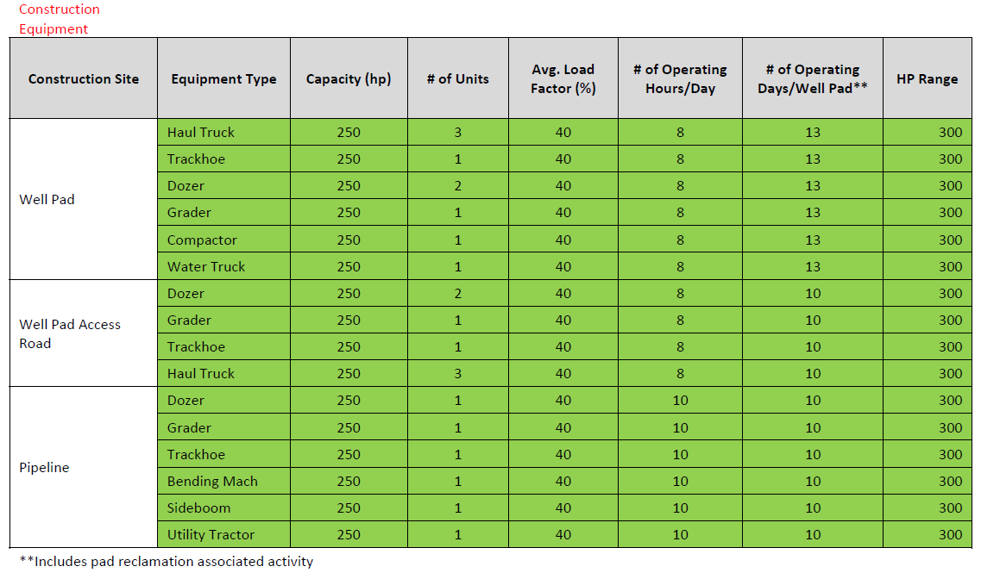 Construction
Equipment
Construction Site Equipment Type Capacity (hp) # of Units Avg. Load Factor (%) # of Operating Hours/Day # of Operating Days/Well Pad** HP Range
Well Pad
Haul Truck 250 3 40 8 13 300
Trackhoe 250 1 40 8 13 300
Dozer 250 2 40 8 13 300
Grader 250 1 40 8 13 300
Compactor 250 1 40 8 13 300
Water Truck 250 1 40 8 13 300
Well Pad Access
Road
Dozer 250 2 40 8 10 300
Grader 250 1 40 8 10 300
Trackhoe 250 1 40 8 10 300
Haul Truck 250 3 40 8 10 300
Pipeline
Dozer 250 1 40 10 10 300
Grader 250 1 40 10 10 300
Trackhoe 250 1 40 10 10 300
Bending Mach 250 1 40 10 10 300
Sideboom 250 1 40 10 10 300
Utility Tractor 250 1 40 10 10 300
**Includes pad reclamation associated activity